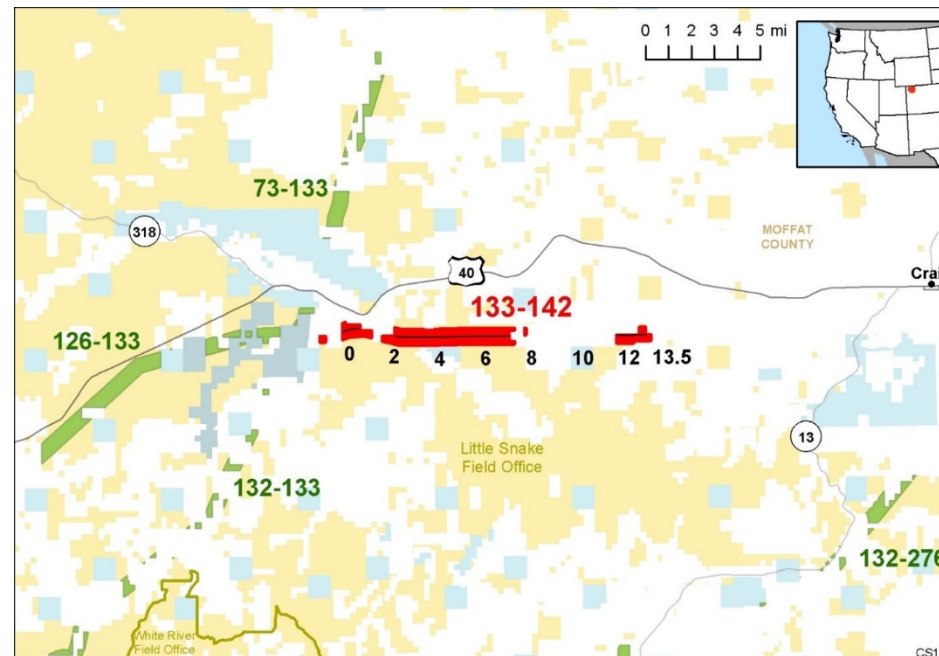 0 1 2 3 4 5 mi
73-133
318
MOFFAT
COUNTY
40
Crai
133-142
126-133
0 2 4 6 8 10 12 13.5
Little Snake
Field Office
13
132-133
132-276
White River
Field Office
CS1